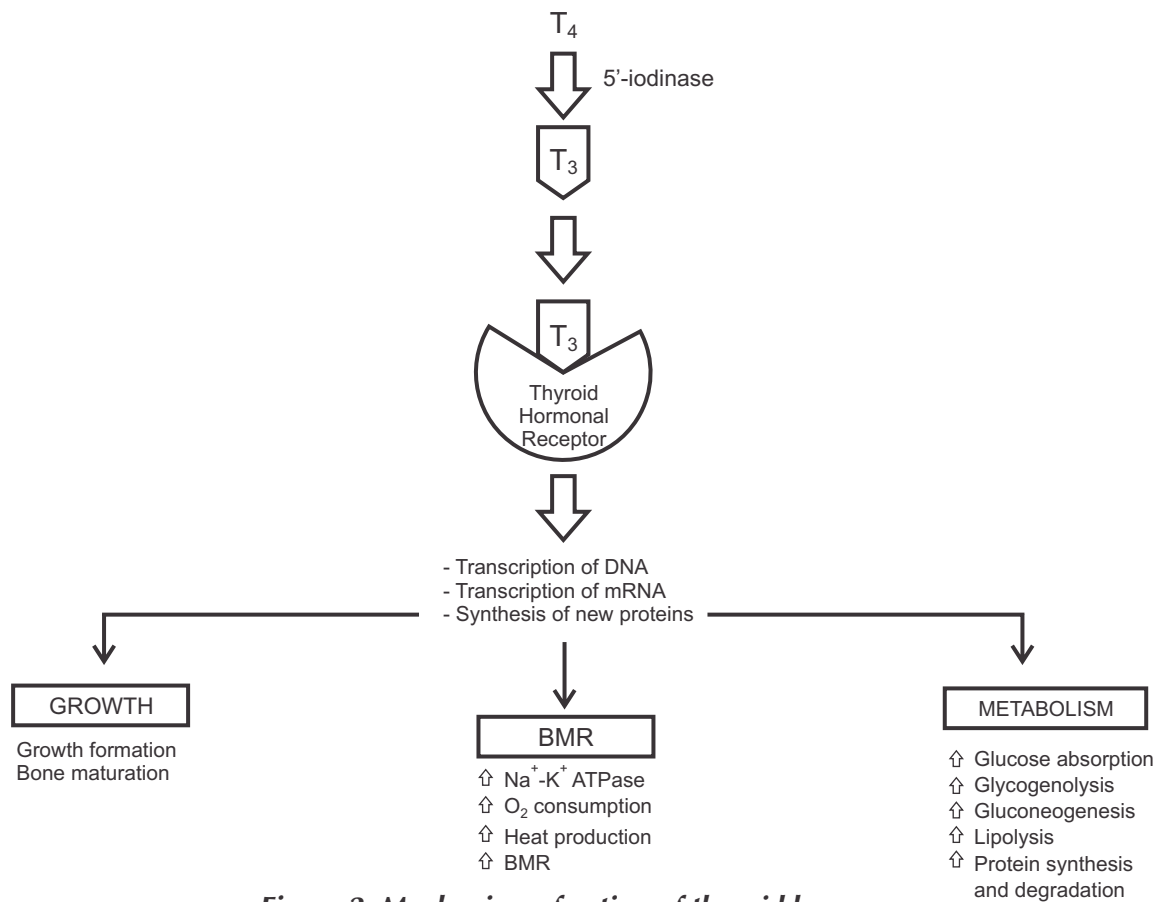 T₄
5'-iodinase
T₃
T₃
Thyroid
Hormonal
Receptor
- Transcription of DNA
- Transcription of mRNA
- Synthesis of new proteins
GROWTH
Growth formation
Bone maturation
BMR
⇧ Na⁺-K⁺ ATPase
⇧ O₂ consumption
⇧ Heat production
⇧ BMR
METABOLISM
⇧ Glucose absorption
⇧ Glycogenolysis
⇧ Gluconeogenesis
⇧ Lipolysis
⇧ Protein synthesis
and degradation